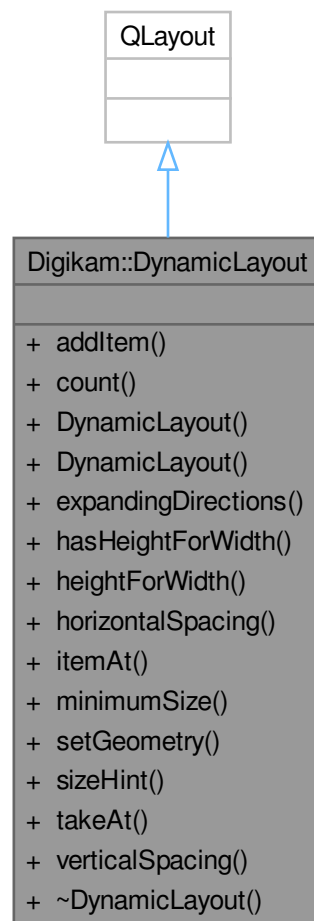 QLayout
Digikam::DynamicLayout
+ addItem()
+ count()
+ DynamicLayout()
+ DynamicLayout()
+ expandingDirections()
+ hasHeightForWidth()
+ heightForWidth()
+ horizontalSpacing()
+ itemAt()
+ minimumSize()
+ setGeometry()
+ sizeHint()
+ takeAt()
+ verticalSpacing()
+ ~DynamicLayout()